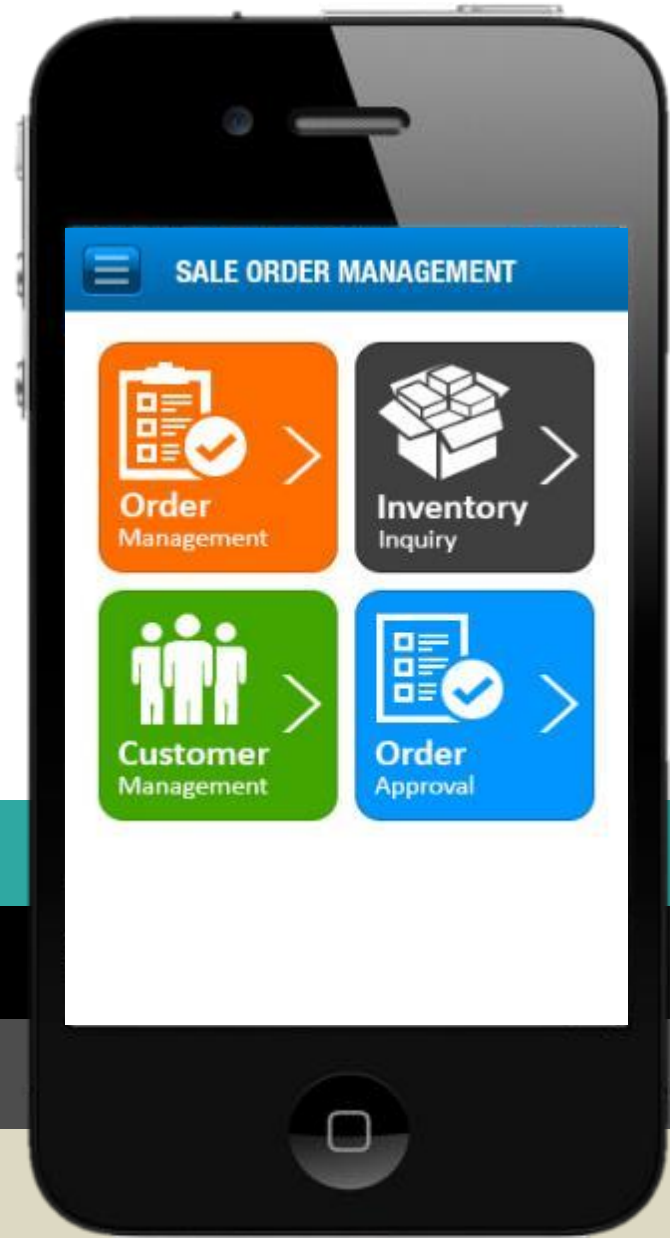 SALE ORDER MANAGEMENT
Order
Management
Inventory
Inquiry
Customer
Management
Order
Approval